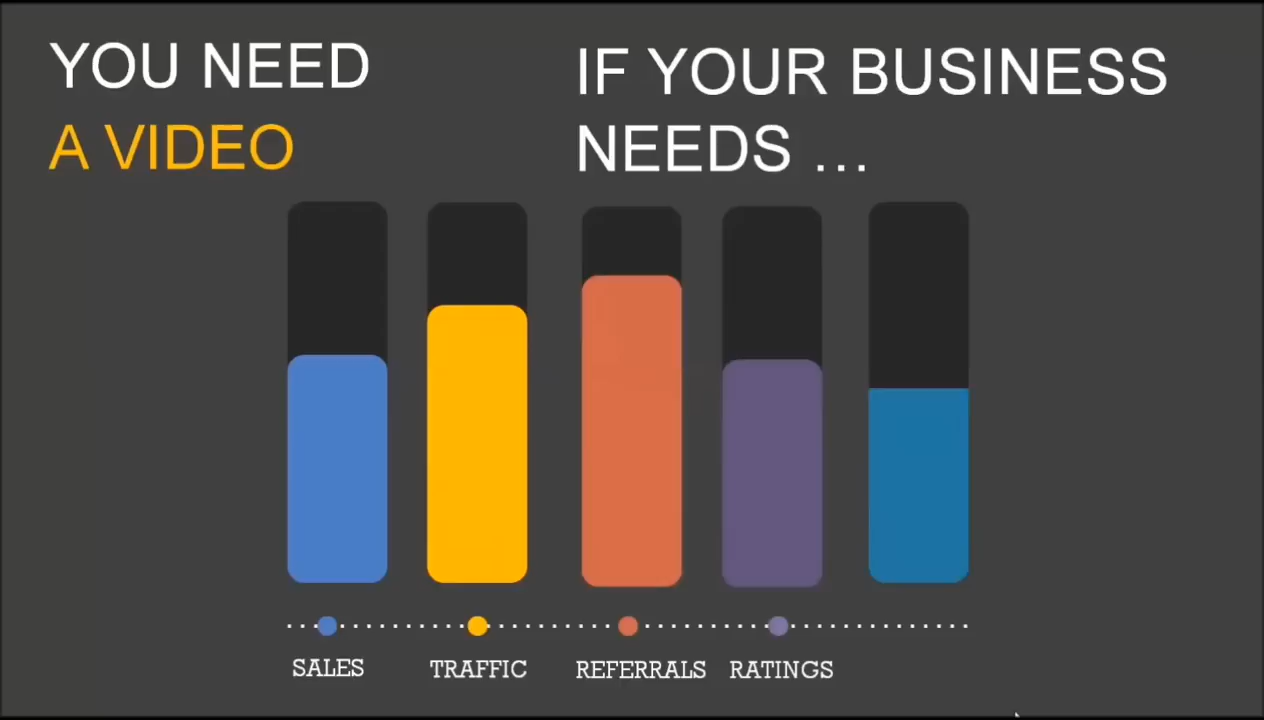 YOU NEED
A VIDEO
IF YOUR BUSINESS
NEEDS ...
SALES
TRAFFIC
REFERRALS
RATINGS